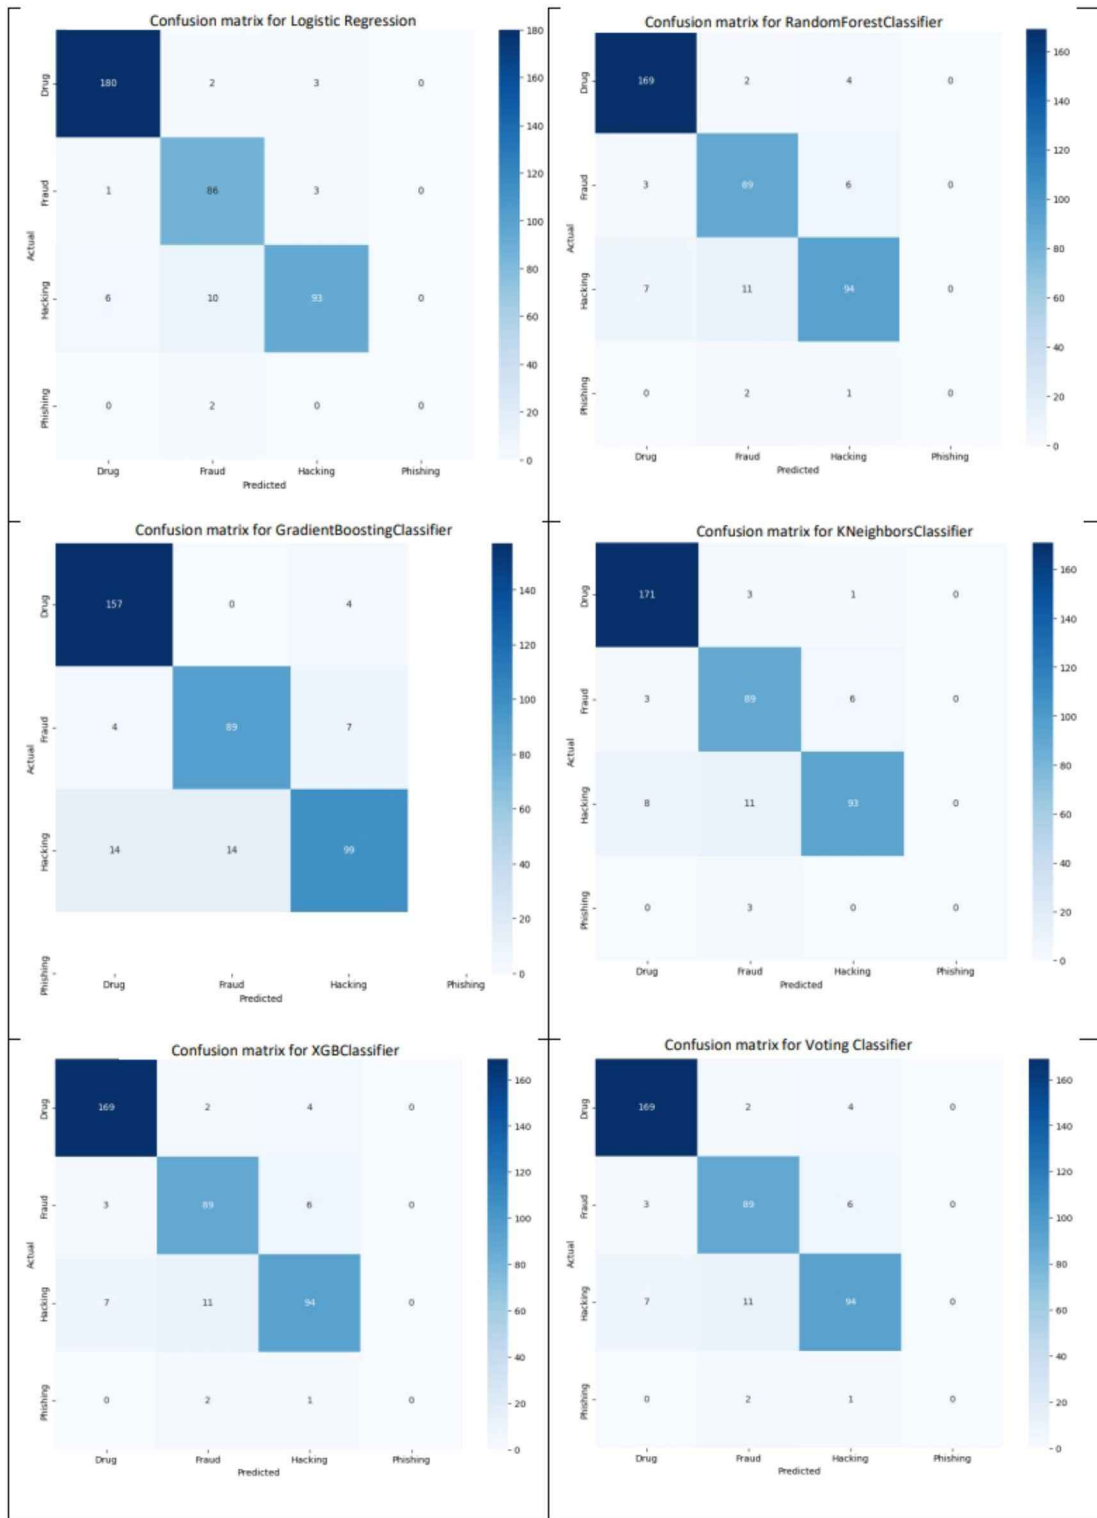 Confusion matrix for Logistic Regression
180
Drug 180 2 3 0
160
140
Fraud 1 86 3 0
120
100
Actual
80
Hacking 6 10 93 0
60
40
Phishing 0 2 0 0
20
0
Drug Fraud Hacking Phishing
Predicted
Confusion matrix for RandomForestClassifier
160
Drug 169 2 4 0
140
120
Fraud 3 89 6 0
100
Actual
80
Hacking 7 11 94 0
60
40
Phishing 0 2 1 0
20
0
Drug Fraud Hacking Phishing
Predicted
Confusion matrix for GradientBoostingClassifier
140
Drug 157 0 4
120
100
Fraud 4 89 7
80
Actual
60
Hacking 14 14 99
40
20
0
Phishing
Drug Fraud Hacking Phishing
Predicted
Confusion matrix for KNeighborsClassifier
160
Drug 171 3 1 0
140
120
Fraud 3 89 6 0
100
Actual
80
Hacking 8 11 93 0
60
40
Phishing 0 3 0 0
20
0
Drug Fraud Hacking Phishing
Predicted
Confusion matrix for XGBClassifier
160
Drug 169 2 4 0
140
120
Fraud 3 89 6 0
100
Actual
80
Hacking 7 11 94 0
60
40
Phishing 0 2 1 0
20
0
Drug Fraud Hacking Phishing
Predicted
Confusion matrix for Voting Classifier
160
Drug 169 2 4 0
140
120
Fraud 3 89 6 0
100
Actual
80
Hacking 7 11 94 0
60
40
Phishing 0 2 1 0
20
0
Drug Fraud Hacking Phishing
Predicted